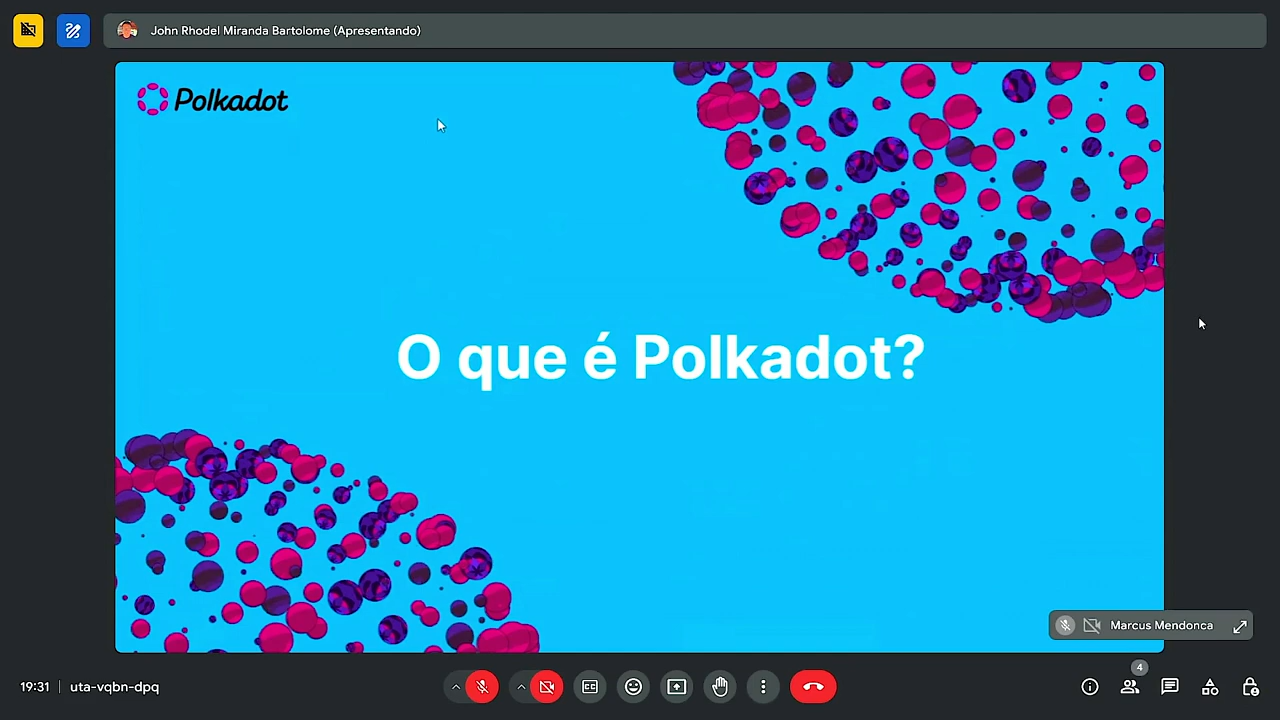 John Rhodel Miranda Bartolome (Apresentando)
Polkadot
O que é Polkadot?
Marcus Mendonca
19:31 | uta-vqbn-dpq
4